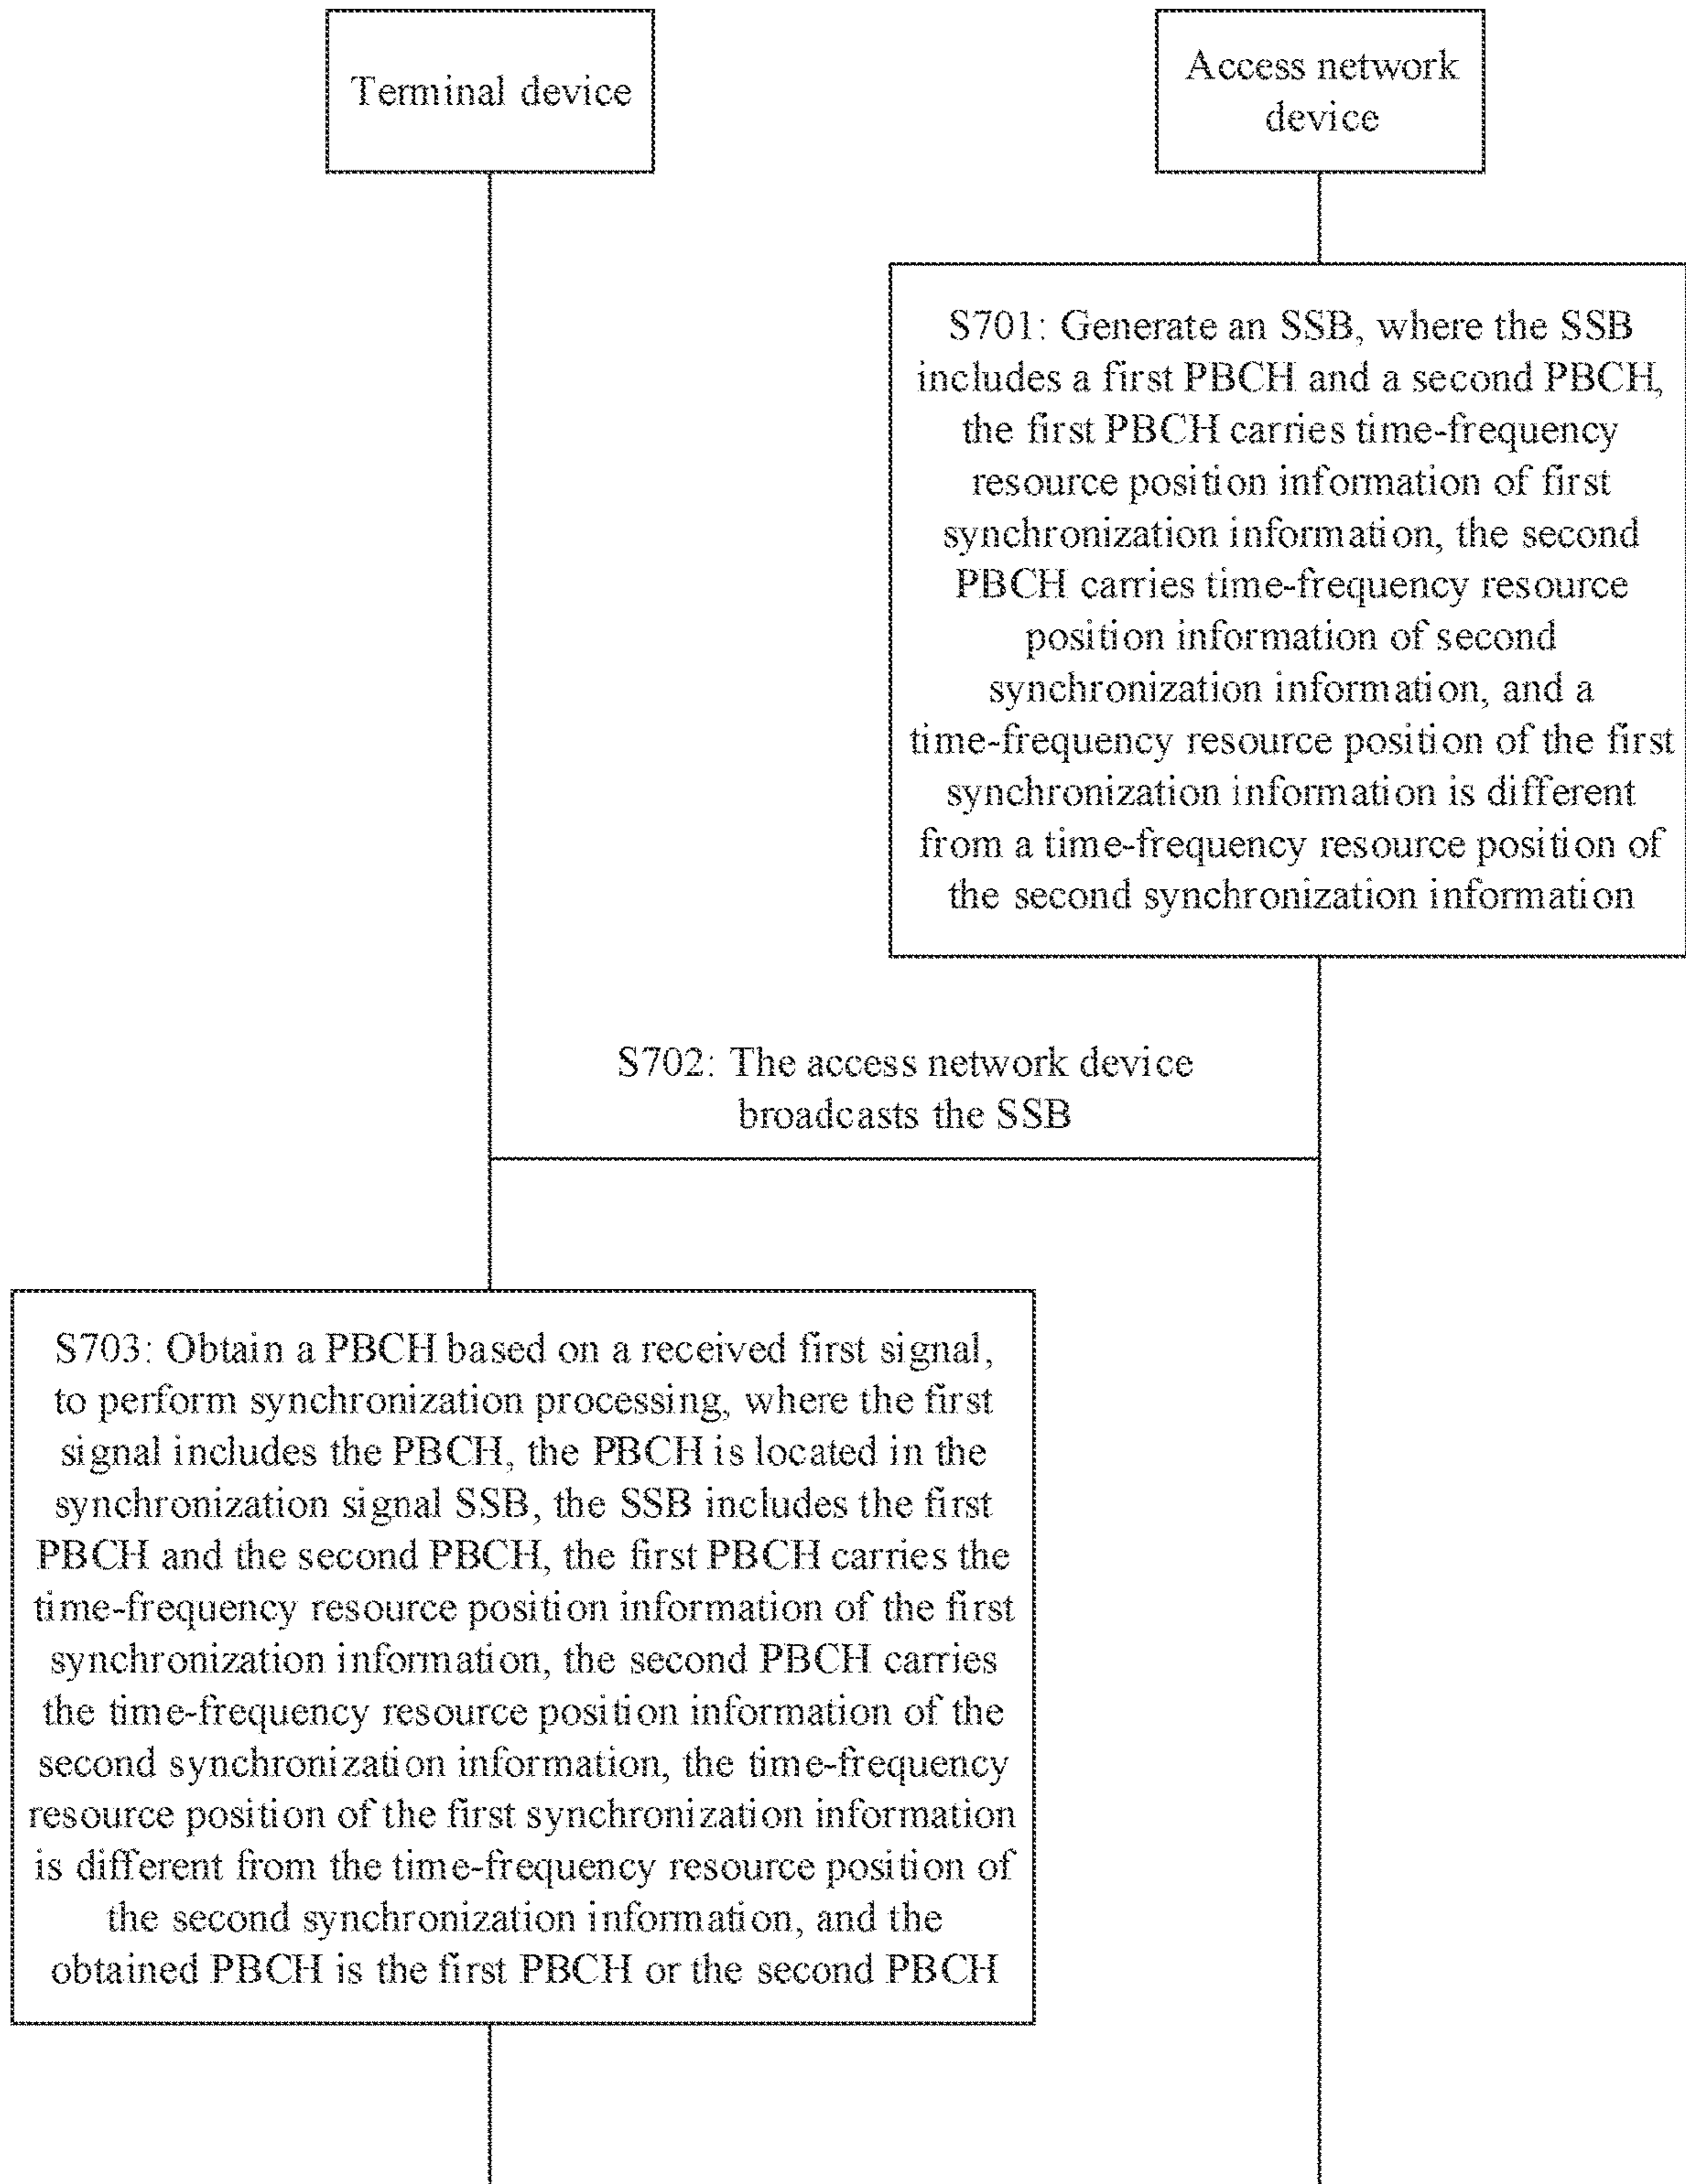 Terminal device
Access network
device
S701: Generate an SSB, where the SSB
includes a first PBCH and a second PBCH,
the first PBCH carries time-frequency
resource position information of first
synchronization information, the second
PBCH carries time-frequency resource
position information of second
synchronization information, and a
time-frequency resource position of the first
synchronization information is different
from a time-frequency resource position of
the second synchronization information
S702: The access network device
broadcasts the SSB
S703: Obtain a PBCH based on a received first signal,
to perform synchronization processing, where the first
signal includes the PBCH, the PBCH is located in the
synchronization signal SSB, the SSB includes the first
PBCH and the second PBCH, the first PBCH carries the
time-frequency resource position information of the first
synchronization information, the second PBCH carries
the time-frequency resource position information of the
second synchronization information, the time-frequency
resource position of the first synchronization information
is different from the time-frequency resource position of
the second synchronization information, and the
obtained PBCH is the first PBCH or the second PBCH